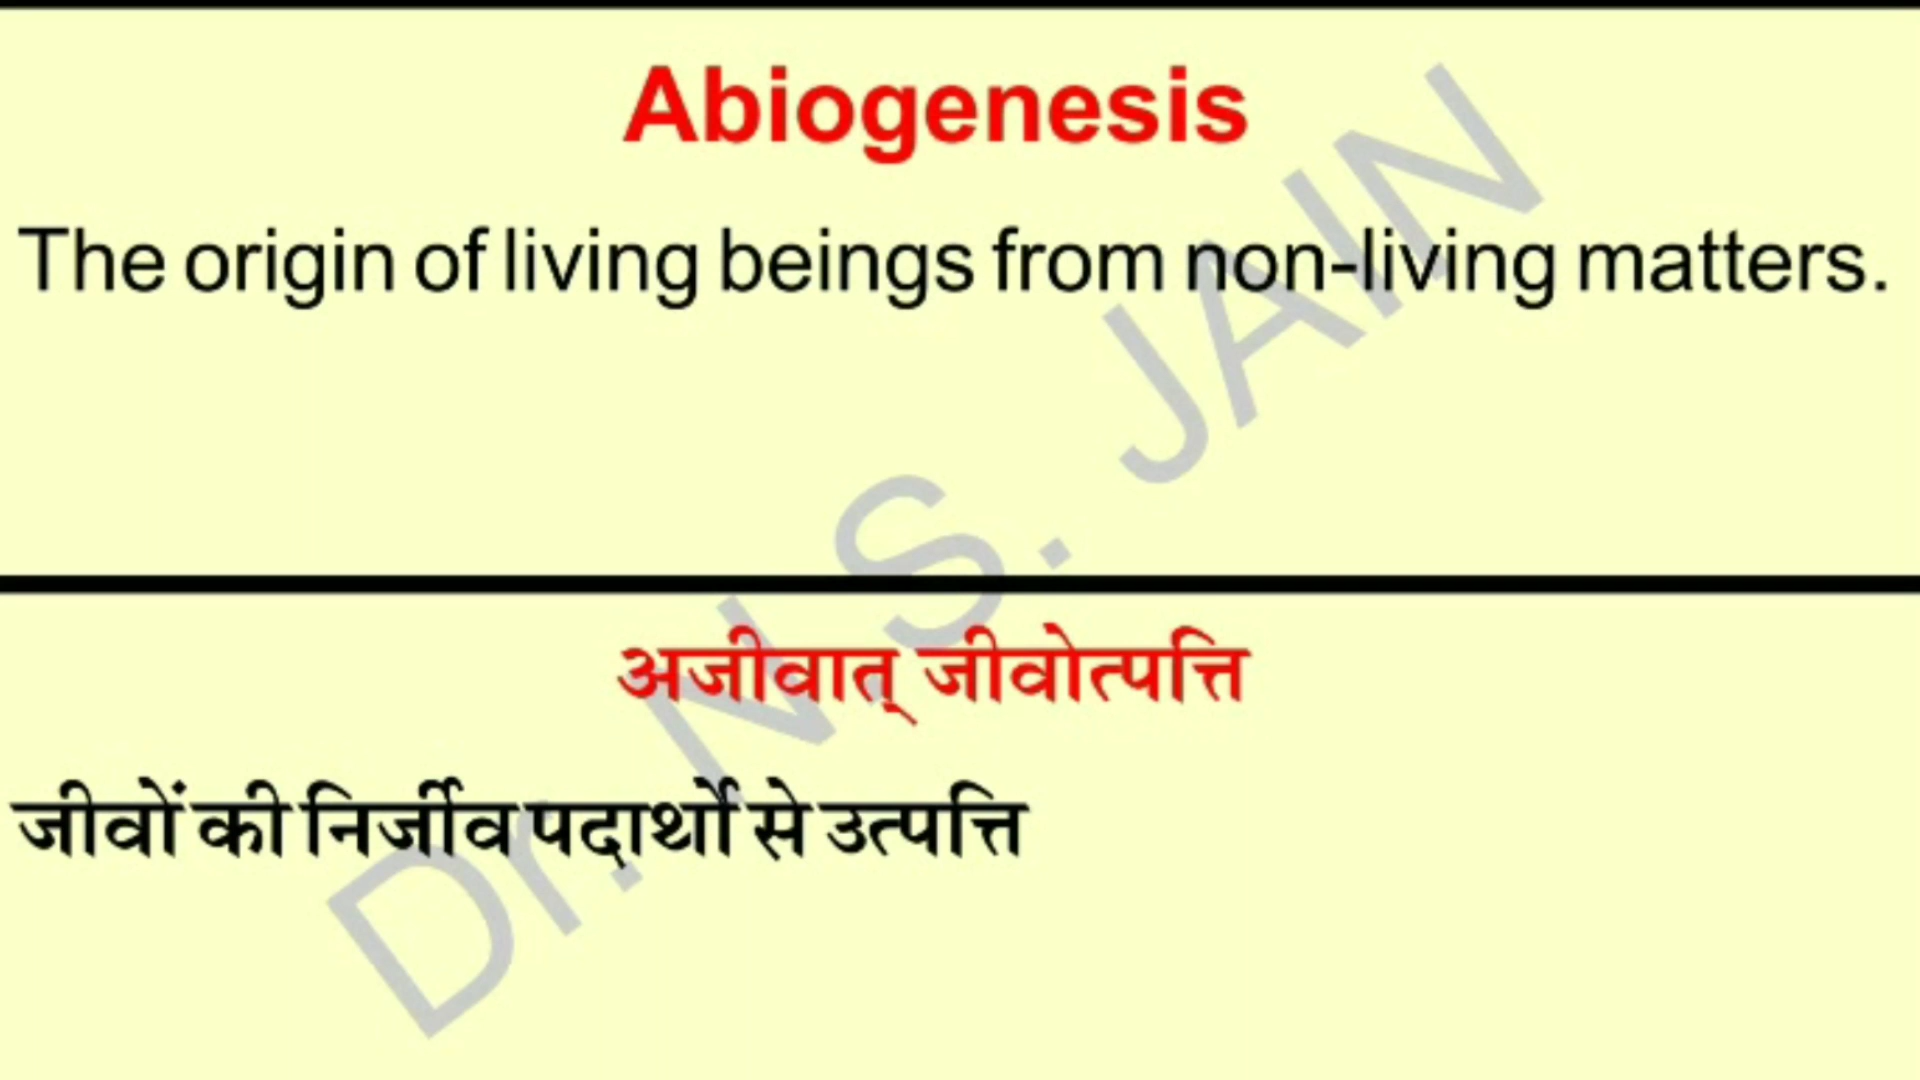 Abiogenesis
The origin of living beings from non-living matters.
अजीवात् जीवोत्पत्ति
जीवों की निर्जीव पदार्थों से उत्पत्ति
Dr. N.S. JAIN